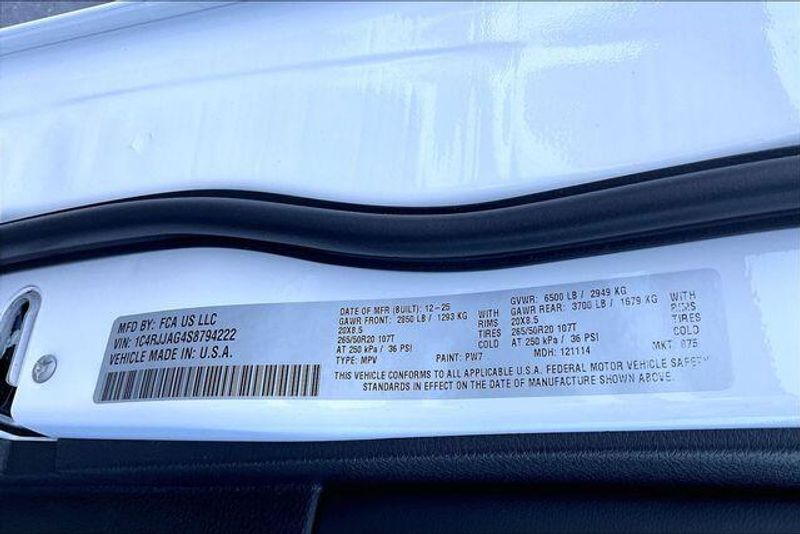 MFD BY: FCA US LLC
VIN: 1C4RJJAG4S8794222
VEHICLE MADE IN U.S.A.
DATE OF MFR (BUILT): 12-25
GAWR FRONT: 2850 LB / 1293 KG WITH
20X8.5 RIMS
265/50R20 107T TIRES
AT 250 kPa / 36 PSI COLD
TYPE: MPV PAINT: PW7
GVWR: 6500 LB / 2949 KG
GAWR REAR: 3700 LB / 1679 KG WITH
20X8.5 RIMS
265/50R20 107T TIRES
AT 250 kPa / 36 PSI COLD
MDH: 121114 MKT: 875
THIS VEHICLE CONFORMS TO ALL APPLICABLE U.S.A. FEDERAL MOTOR VEHICLE SAFETY
STANDARDS IN EFFECT ON THE DATE OF MANUFACTURE SHOWN ABOVE.